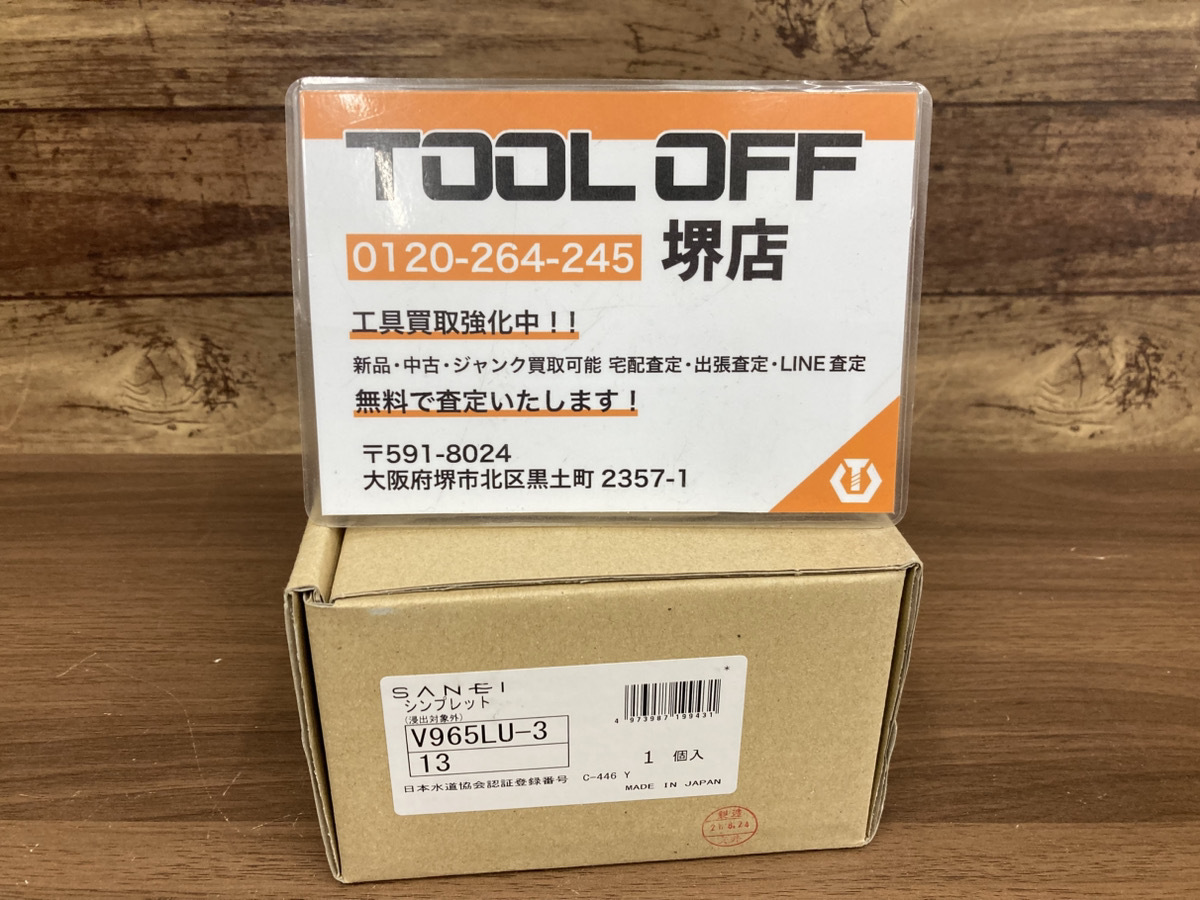 TOOL OFF
0120-264-245 堺店
工具買取強化中！！
新品・中古・ジャンク買取可能 宅配査定・出張査定・LINE査定
無料で査定いたします！
〒591-8024
大阪府堺市北区黒土町 2357-1
SANEI
シンプレット
(浸出対象外)
V965LU-3
13
4 973987 199431
1 個入
日本水道協会認証登録番号 C-446 Y
MADE IN JAPAN